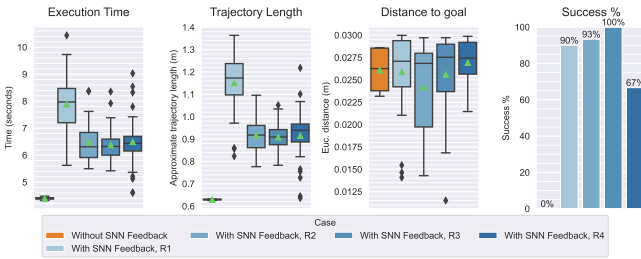 Execution Time
Trajectory Length
Distance to goal
Success %
Time (seconds)
10
9
8
7
6
5
Approximate trajectory length (m)
1.4
1.3
1.2
1.1
1.0
0.9
0.8
0.7
0.6
Euc. distance (m)
0.0300
0.0275
0.0250
0.0225
0.0200
0.0175
0.0150
0.0125
Success %
100
80
60
40
20
0
0%
90%
93%
100%
67%
Case
Without SNN Feedback
With SNN Feedback, R1
With SNN Feedback, R2
With SNN Feedback, R3
With SNN Feedback, R4